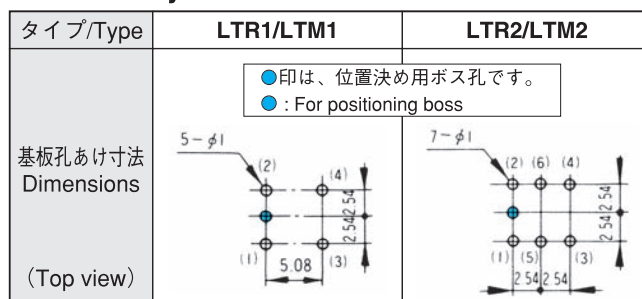 タイプ/Type
LTR1/LTM1
LTR2/LTM2
●印は、位置決め用ボス孔です。
● : For positioning boss
基板孔あけ寸法
Dimensions
(Top view)
5-φ1
(2)
(4)
2.54
2.54
(1)
(3)
5.08
7-φ1
(2) (6) (4)
2.54
2.54
(1) (5) (3)
2.54 2.54